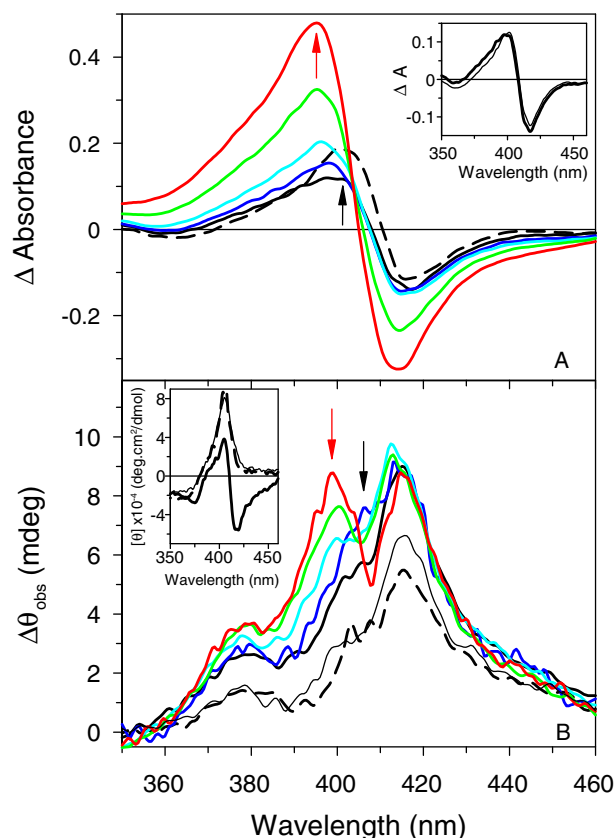 0.4
0.2
0
-0.2
Δ Absorbance
A
0.1
0
-0.1
Δ A
350 400 450
Wavelength (nm)
10
8
6
4
2
0
Δθobs (mdeg)
B
8
4
0
-4
[θ] x10⁻⁴ (deg.cm²/dmol)
350 400 450
Wavelength (nm)
360 380 400 420 440 460
Wavelength (nm)